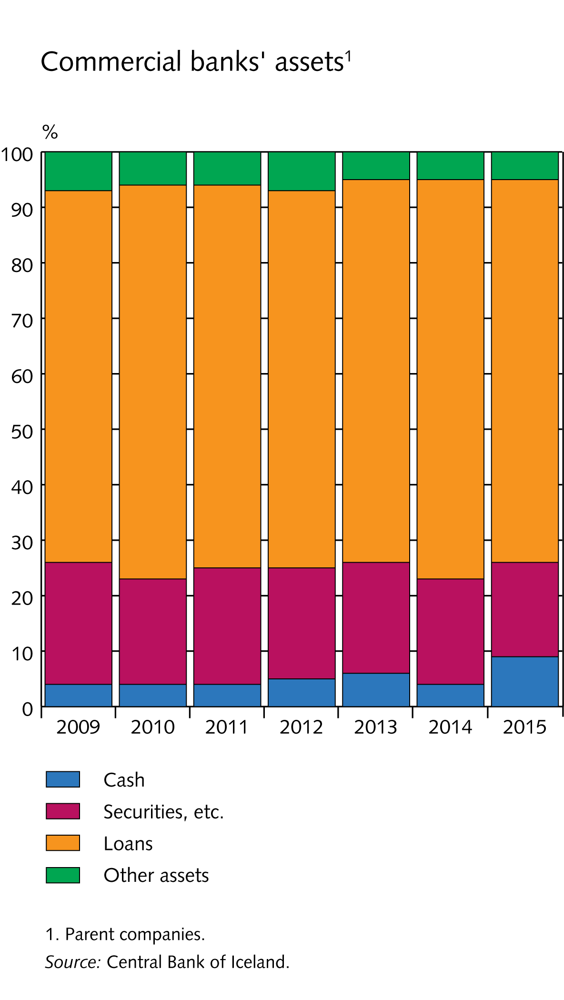 Commercial banks' assets¹
%
100
90
80
70
60
50
40
30
20
10
0
2009 2010 2011 2012 2013 2014 2015
Cash
Securities, etc.
Loans
Other assets
1. Parent companies.
Source: Central Bank of Iceland.